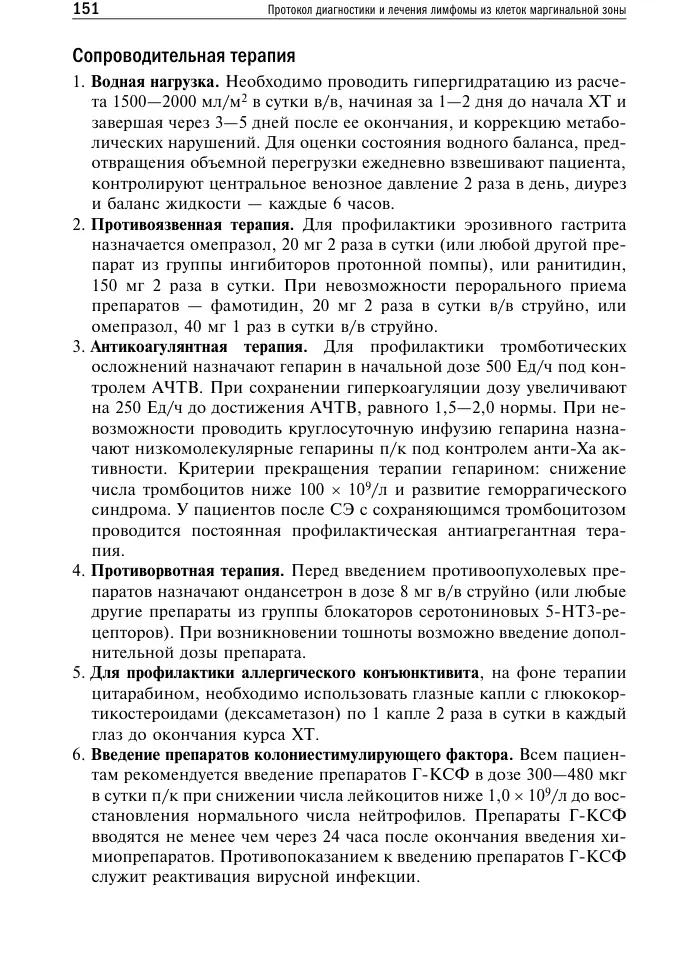 151
Протокол диагностики и лечения лимфомы из клеток маргинальной зоны
Сопроводительная терапия
1. Водная нагрузка. Необходимо проводить гипергидратацию из расче-
та 1500—2000 мл/м² в сутки в/в, начиная за 1—2 дня до начала ХТ и
завершая через 3—5 дней после ее окончания, и коррекцию метабо-
лических нарушений. Для оценки состояния водного баланса, пред-
отвращения объемной перегрузки ежедневно взвешивают пациента,
контролируют центральное венозное давление 2 раза в день, диурез
и баланс жидкости — каждые 6 часов.
2. Противоязвенная терапия. Для профилактики эрозивного гастрита
назначается омепразол, 20 мг 2 раза в сутки (или любой другой пре-
парат из группы ингибиторов протонной помпы), или ранитидин,
150 мг 2 раза в сутки. При невозможности перорального приема
препаратов — фамотидин, 20 мг 2 раза в сутки в/в струйно, или
омепразол, 40 мг 1 раз в сутки в/в струйно.
3. Антикоагулянтная терапия. Для профилактики тромботических
осложнений назначают гепарин в начальной дозе 500 Ед/ч под кон-
тролем АЧТВ. При сохранении гиперкоагуляции дозу увеличивают
на 250 Ед/ч до достижения АЧТВ, равного 1,5—2,0 нормы. При не-
возможности проводить круглосуточную инфузию гепарина назна-
чают низкомолекулярные гепарины п/к под контролем анти-Ха ак-
тивности. Критерии прекращения терапии гепарином: снижение
числа тромбоцитов ниже 100 × 10⁹/л и развитие геморрагического
синдрома. У пациентов после СЭ с сохраняющимся тромбоцитозом
проводится постоянная профилактическая антиагрегантная тера-
пия.
4. Противорвотная терапия. Перед введением противоопухолевых пре-
паратов назначают ондансетрон в дозе 8 мг в/в струйно (или любые
другие препараты из группы блокаторов серотониновых 5-НТ3-ре-
цепторов). При возникновении тошноты возможно введение допол-
нительной дозы препарата.
5. Для профилактики аллергического конъюнктивита, на фоне терапии
цитарабином, необходимо использовать глазные капли с глюкокор-
тикостероидами (дексаметазон) по 1 капле 2 раза в сутки в каждый
глаз до окончания курса ХТ.
6. Введение препаратов колониестимулирующего фактора. Всем пациен-
там рекомендуется введение препаратов Г-КСФ в дозе 300—480 мкг
в сутки п/к при снижении числа лейкоцитов ниже 1,0 × 10⁹/л до вос-
становления нормального числа нейтрофилов. Препараты Г-КСФ
вводятся не менее чем через 24 часа после окончания введения хи-
миопрепаратов. Противопоказанием к введению препаратов Г-КСФ
служит реактивация вирусной инфекции.